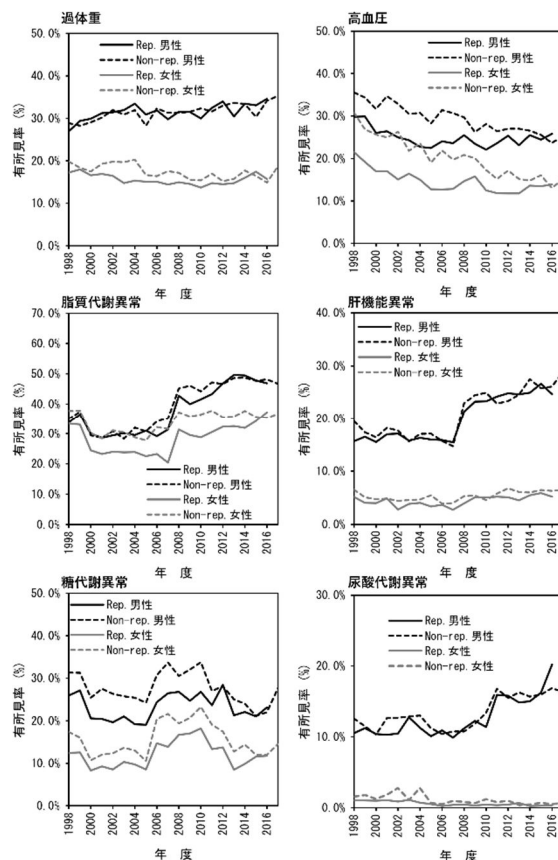 過体重
50.0%
40.0%
30.0%
20.0%
10.0%
0.0%
有所見率 (%)
Rep. 男性
Non-rep. 男性
Rep. 女性
Non-rep. 女性
1998
2000
2002
2004
2006
2008
2010
2012
2014
2016
年 度
高血圧
50.0%
40.0%
30.0%
20.0%
10.0%
0.0%
有所見率 (%)
Rep. 男性
Non-rep. 男性
Rep. 女性
Non-rep. 女性
1998
2000
2002
2004
2006
2008
2010
2012
2014
2016
年 度
脂質代謝異常
70.0%
60.0%
50.0%
40.0%
30.0%
20.0%
10.0%
0.0%
有所見率 (%)
Rep. 男性
Non-rep. 男性
Rep. 女性
Non-rep. 女性
1998
2000
2002
2004
2006
2008
2010
2012
2014
2016
年 度
肝機能異常
40.0%
30.0%
20.0%
10.0%
0.0%
有所見率 (%)
Rep. 男性
Non-rep. 男性
Rep. 女性
Non-rep. 女性
1998
2000
2002
2004
2006
2008
2010
2012
2014
2016
年 度
糖代謝異常
50.0%
40.0%
30.0%
20.0%
10.0%
0.0%
有所見率 (%)
Rep. 男性
Non-rep. 男性
Rep. 女性
Non-rep. 女性
1998
2000
2002
2004
2006
2008
2010
2012
2014
2016
年 度
尿酸代謝異常
30.0%
20.0%
10.0%
0.0%
有所見率 (%)
Rep. 男性
Non-rep. 男性
Rep. 女性
Non-rep. 女性
1998
2000
2002
2004
2006
2008
2010
2012
2014
2016
年 度